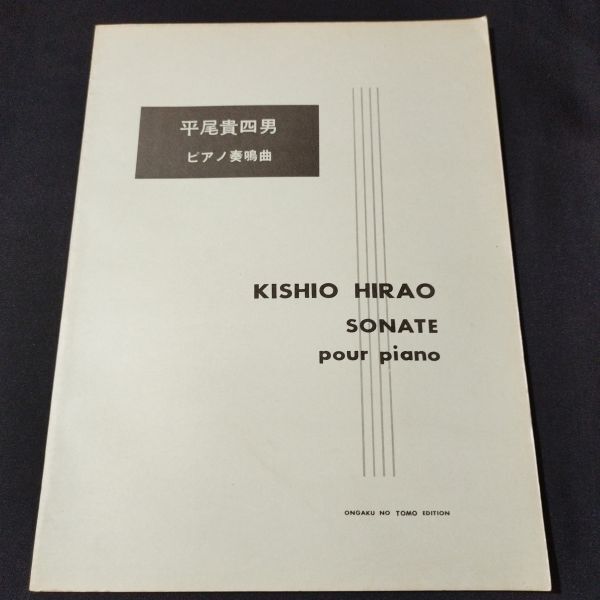 平尾貴四男
ピアノ奏鳴曲
KISHIO HIRAO
SONATE
pour piano
ONGAKU NO TOMO EDITION